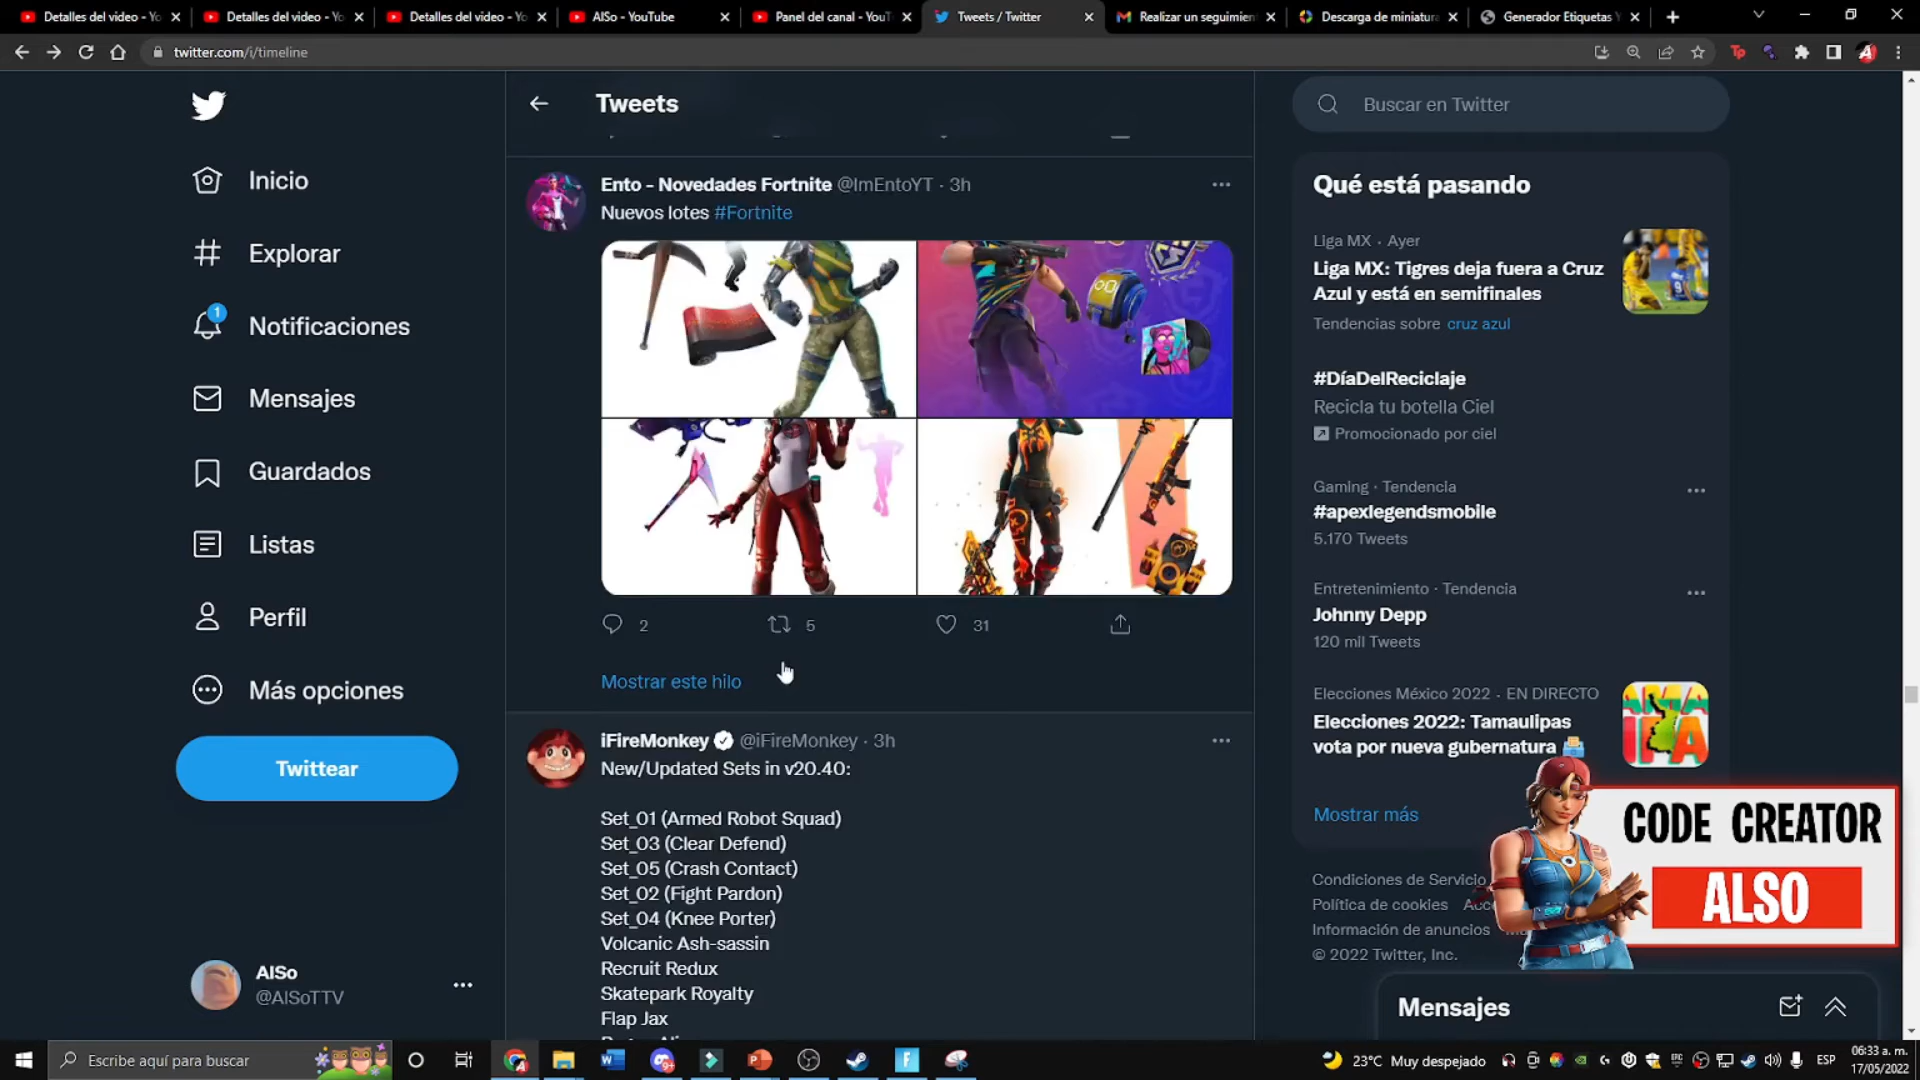 Detalles del video - Yo
Detalles del video - Yo
Detalles del video - Yo
AlSo - YouTube
Panel del canal - YouT
Tweets / Twitter
Realizar un seguimien
Descarga de miniatura
Generador Etiquetas Y
twitter.com/i/timeline
Inicio
Explorar
1
Notificaciones
Mensajes
Guardados
Listas
Perfil
Más opciones
Twittear
AlSo
@AlSoTTV
Tweets
Ento - Novedades Fortnite @ImEntoYT · 3h
Nuevos lotes #Fortnite
2
5
31
Mostrar este hilo
iFireMonkey @iFireMonkey · 3h
New/Updated Sets in v20.40:
Set_01 (Armed Robot Squad)
Set_03 (Clear Defend)
Set_05 (Crash Contact)
Set_02 (Fight Pardon)
Set_04 (Knee Porter)
Volcanic Ash-sassin
Recruit Redux
Skatepark Royalty
Flap Jax
Buscar en Twitter
Qué está pasando
Liga MX · Ayer
Liga MX: Tigres deja fuera a Cruz
Azul y está en semifinales
Tendencias sobre cruz azul
#DíaDelReciclaje
Recicla tu botella Ciel
Promocionado por ciel
Gaming · Tendencia
#apexlegendsmobile
5.170 Tweets
Entretenimiento · Tendencia
Johnny Depp
120 mil Tweets
Elecciones México 2022 · EN DIRECTO
Elecciones 2022: Tamaulipas
vota por nueva gubernatura
Mostrar más
CODE CREATOR
ALSO
Condiciones de Servicio
Política de cookies
Información de anuncios
© 2022 Twitter, Inc.
Mensajes
Escribe aquí para buscar
23°C Muy despejado
ESP
06:33 a. m.
17/05/2022